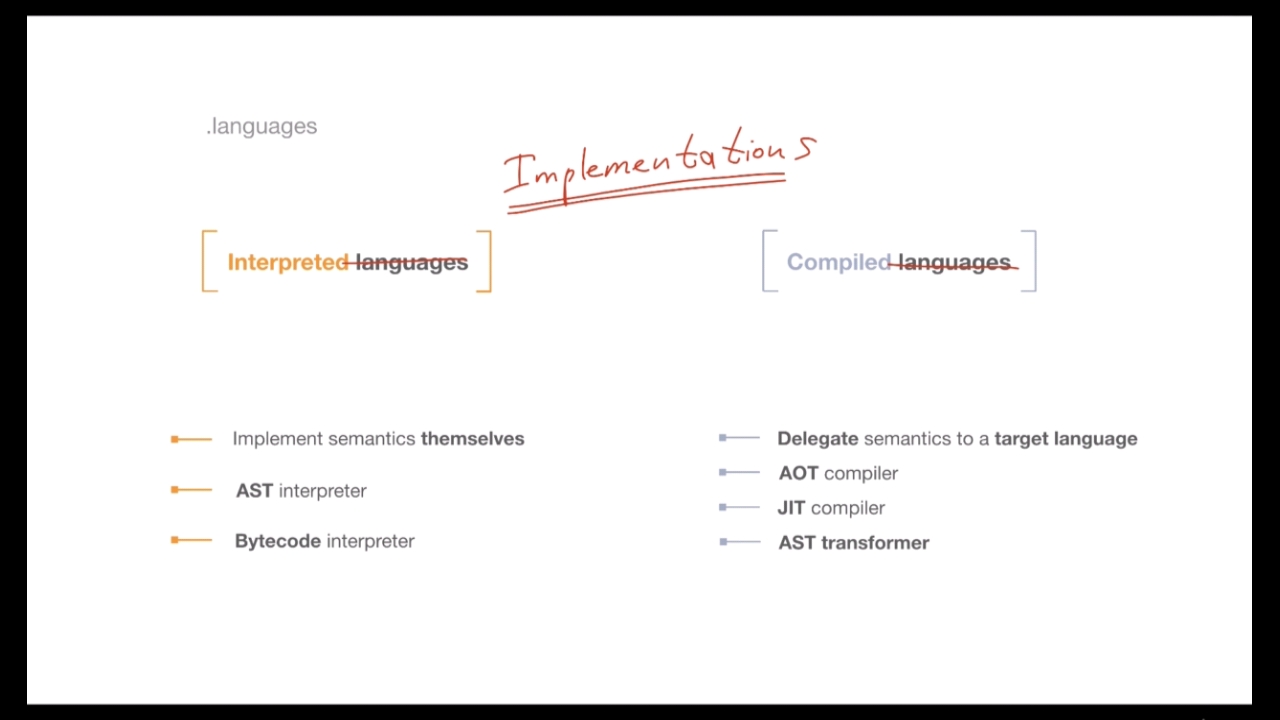 .languages
Implementations
Interpreted languages
Compiled languages
Implement semantics themselves
AST interpreter
Bytecode interpreter
Delegate semantics to a target language
AOT compiler
JIT compiler
AST transformer